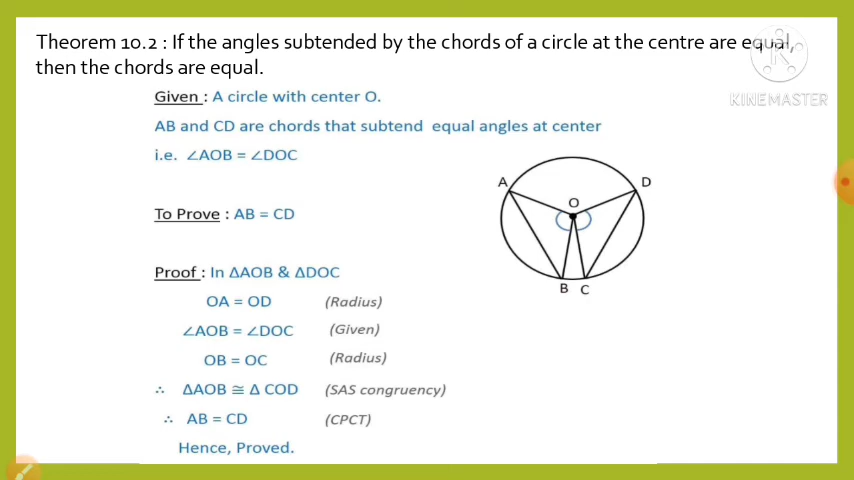 Theorem 10.2 : If the angles subtended by the chords of a circle at the centre are equal,
then the chords are equal.
KINEMASTER
Given : A circle with center O.
AB and CD are chords that subtend equal angles at center
i.e. ∠AOB = ∠DOC
A
D
O
To Prove : AB = CD
Proof : In ΔAOB & ΔDOC
B C
OA = OD (Radius)
∠AOB = ∠DOC (Given)
OB = OC (Radius)
∴ ΔAOB ≅ Δ COD (SAS congruency)
∴ AB = CD (CPCT)
Hence, Proved.